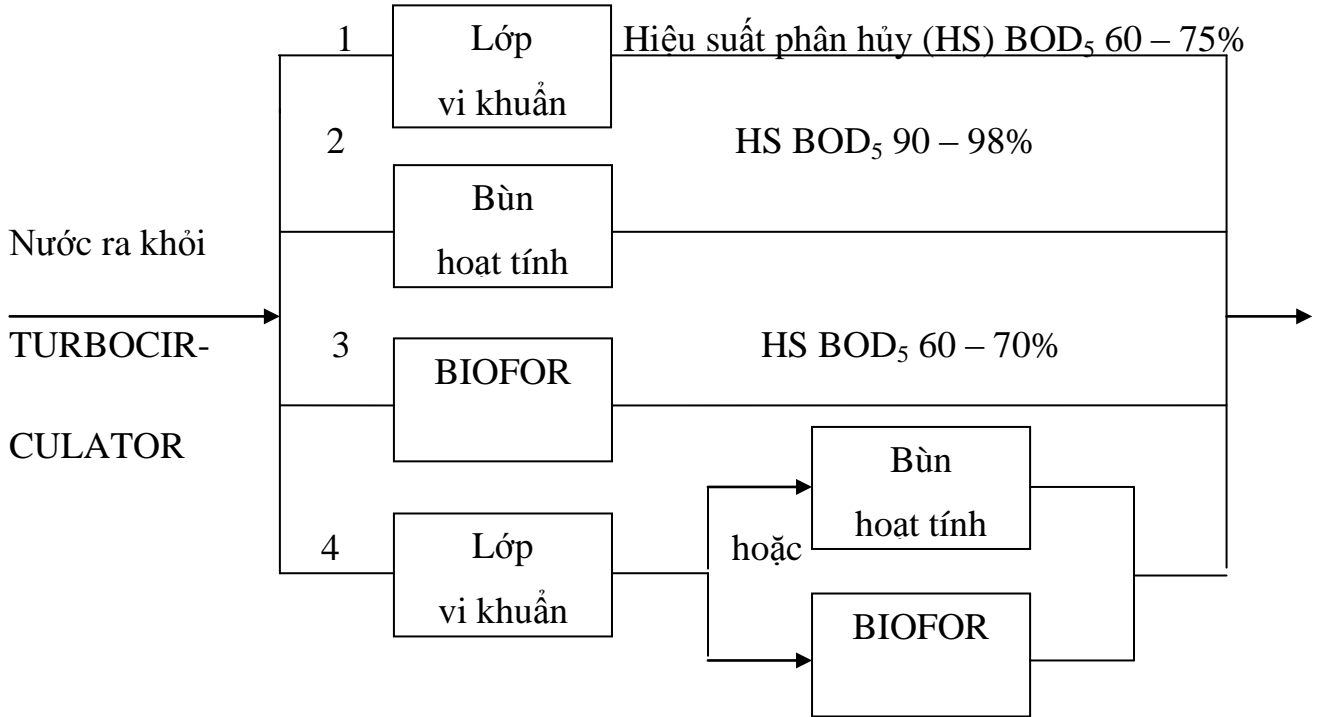 1
Lớp
vi khuẩn
Hiệu suất phân hủy (HS) BOD₅ 60 – 75%
2
HS BOD₅ 90 – 98%
Bùn
hoạt tính
Nước ra khỏi
TURBOCIR-
CULATOR
3
BIOFOR
HS BOD₅ 60 – 70%
4
Lớp
vi khuẩn
hoặc
Bùn
hoạt tính
BIOFOR